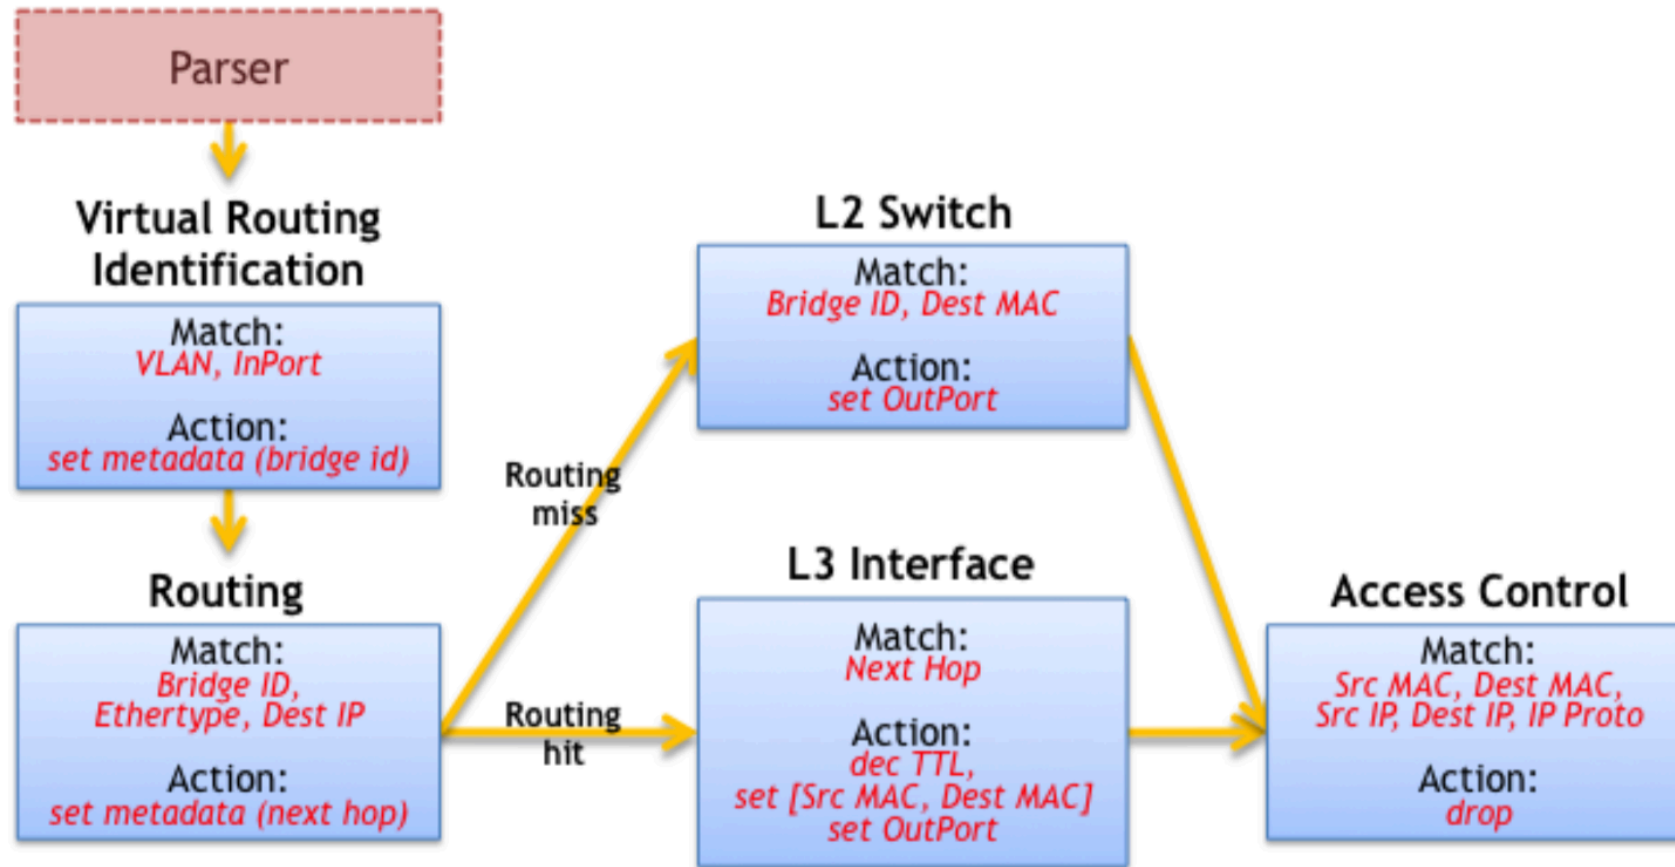 Parser
Virtual Routing
Identification
Match:
VLAN, InPort
Action:
set metadata (bridge id)
Routing
Match:
Bridge ID,
Ethertype, Dest IP
Action:
set metadata (next hop)
Routing
miss
Routing
hit
L2 Switch
Match:
Bridge ID, Dest MAC
Action:
set OutPort
L3 Interface
Match:
Next Hop
Action:
dec TTL,
set [Src MAC, Dest MAC]
set OutPort
Access Control
Match:
Src MAC, Dest MAC,
Src IP, Dest IP, IP Proto
Action:
drop